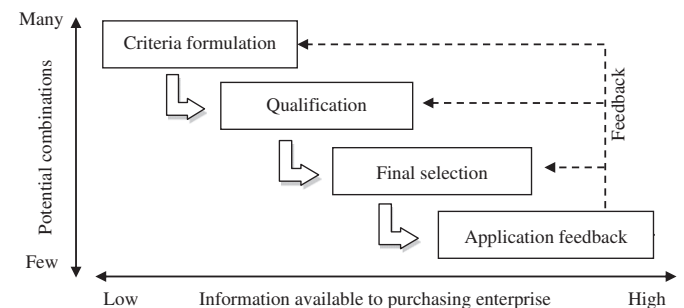 Many
Criteria formulation
Potential combinations
Qualification
Feedback
Final selection
Application feedback
Few
Low
Information available to purchasing enterprise
High